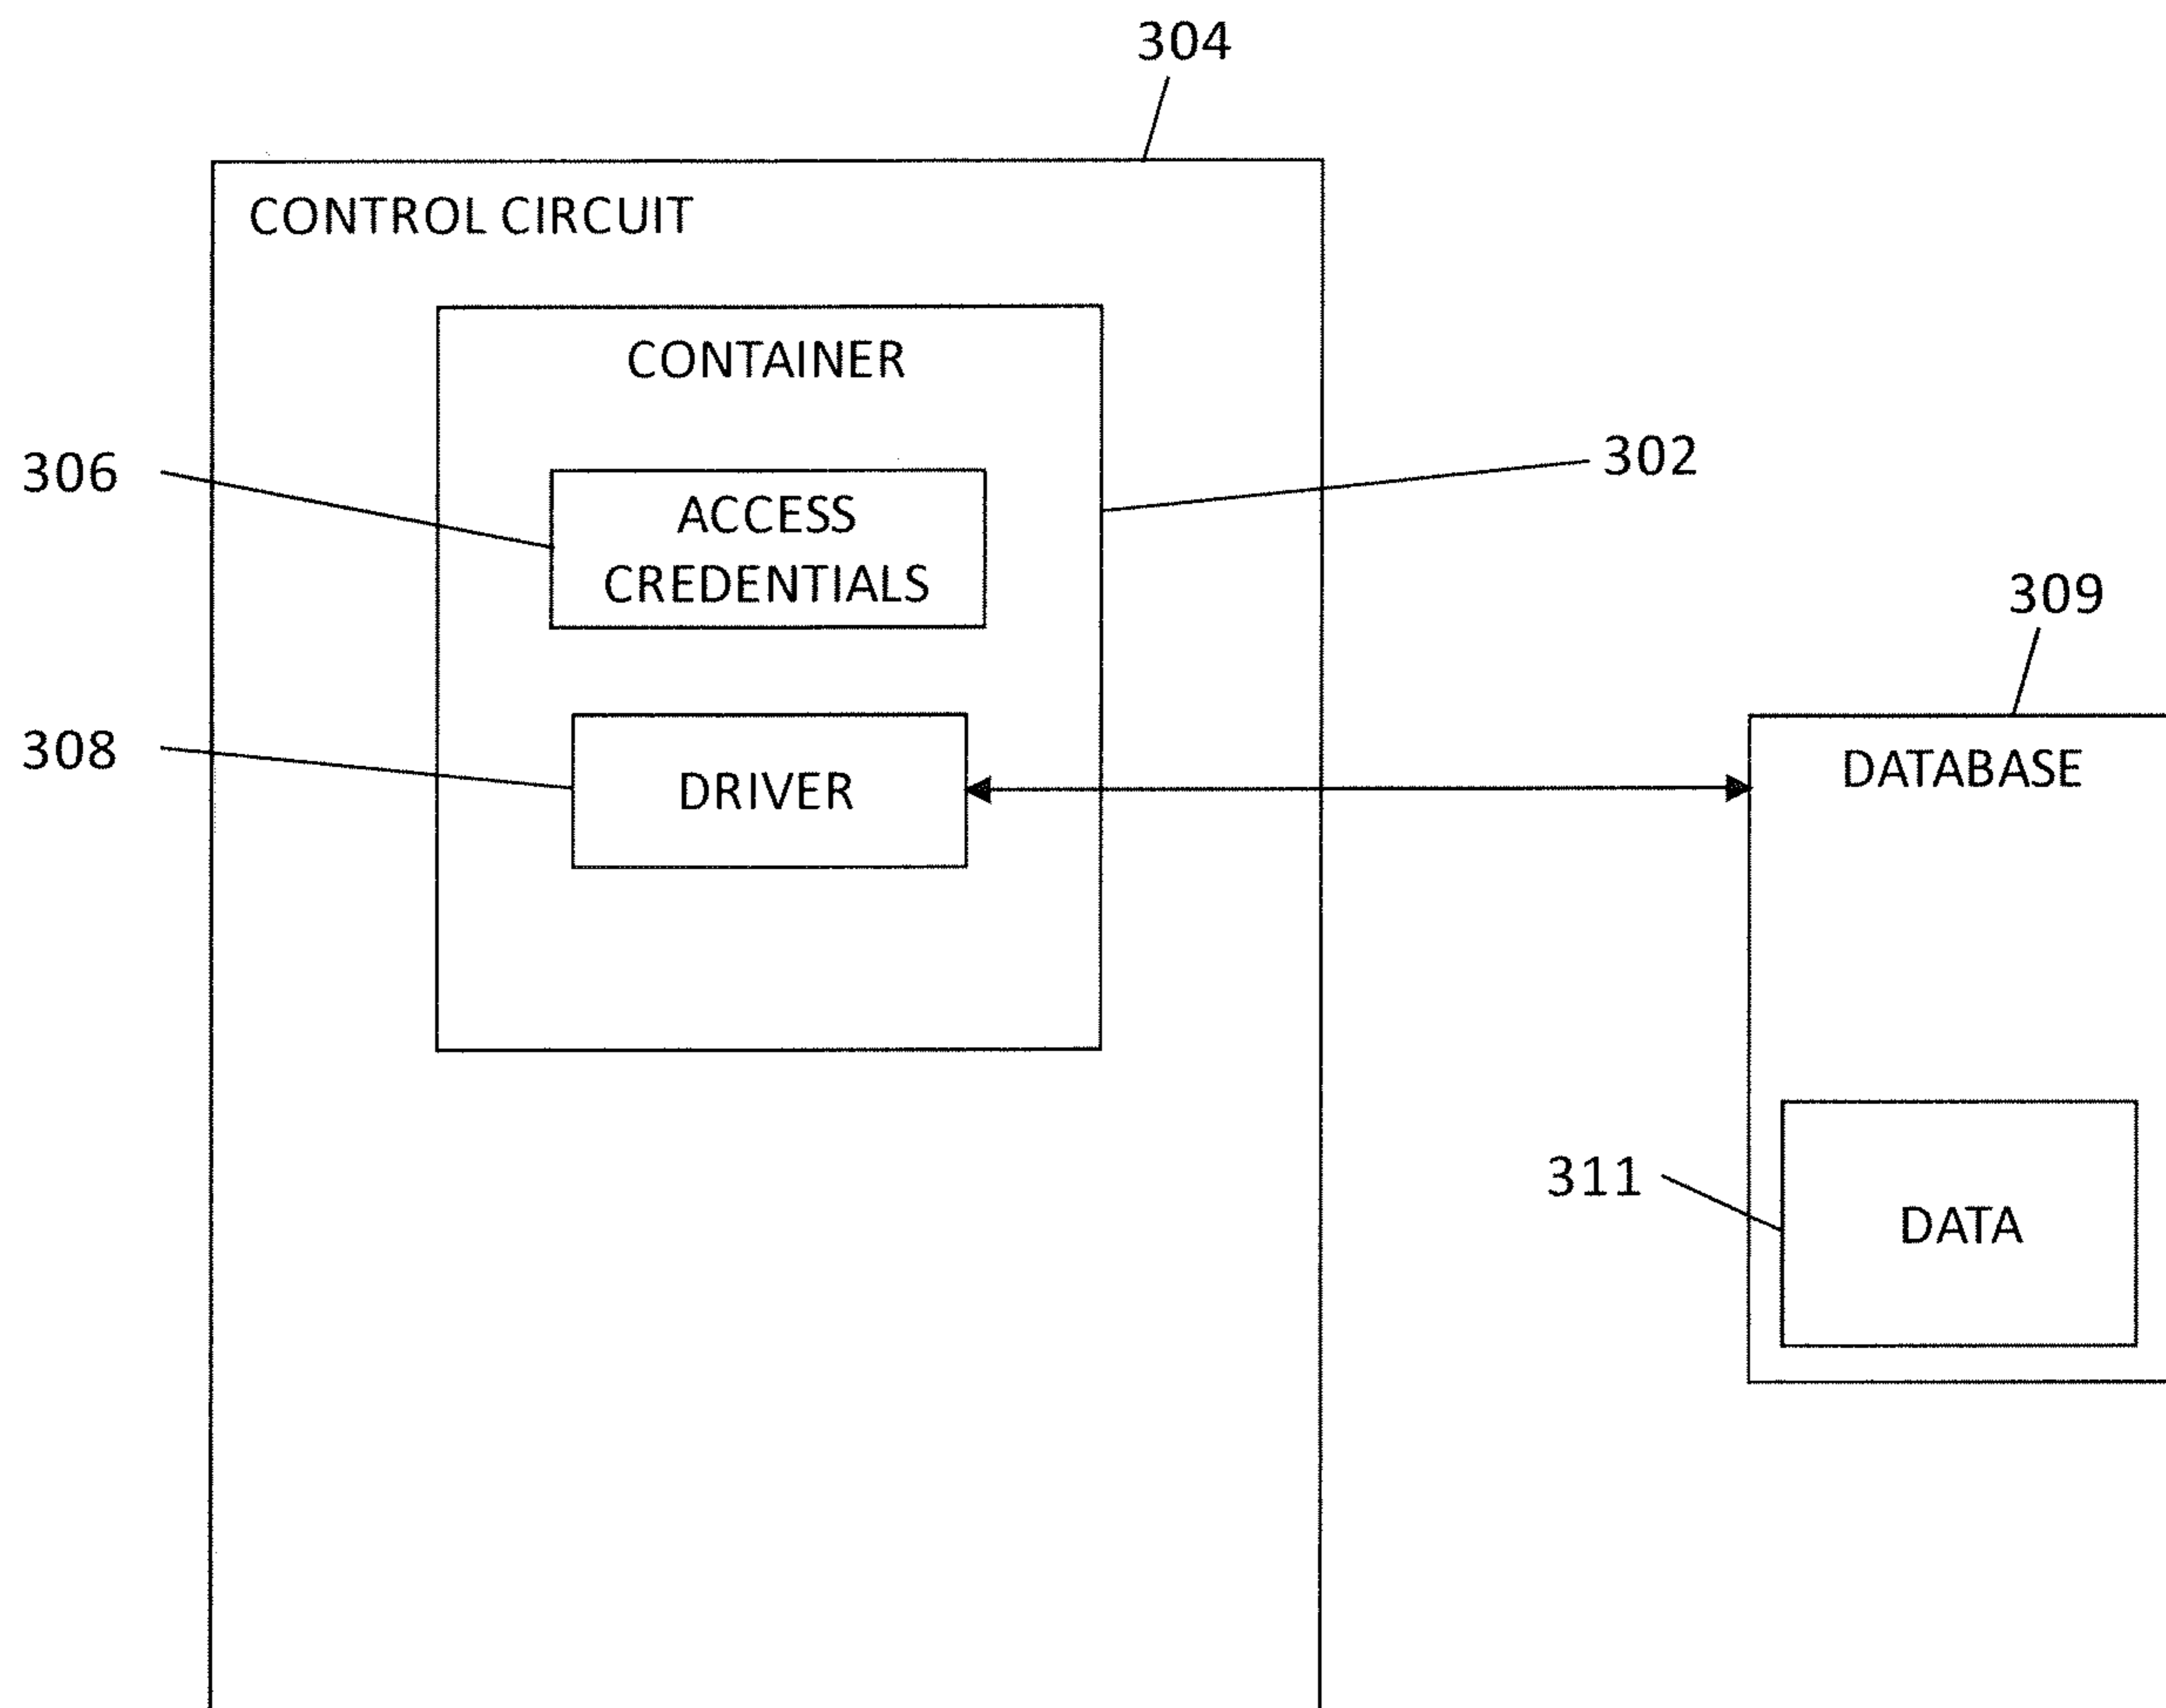 304
CONTROL CIRCUIT
CONTAINER
306
ACCESS
CREDENTIALS
302
309
308
DRIVER
DATABASE
311
DATA